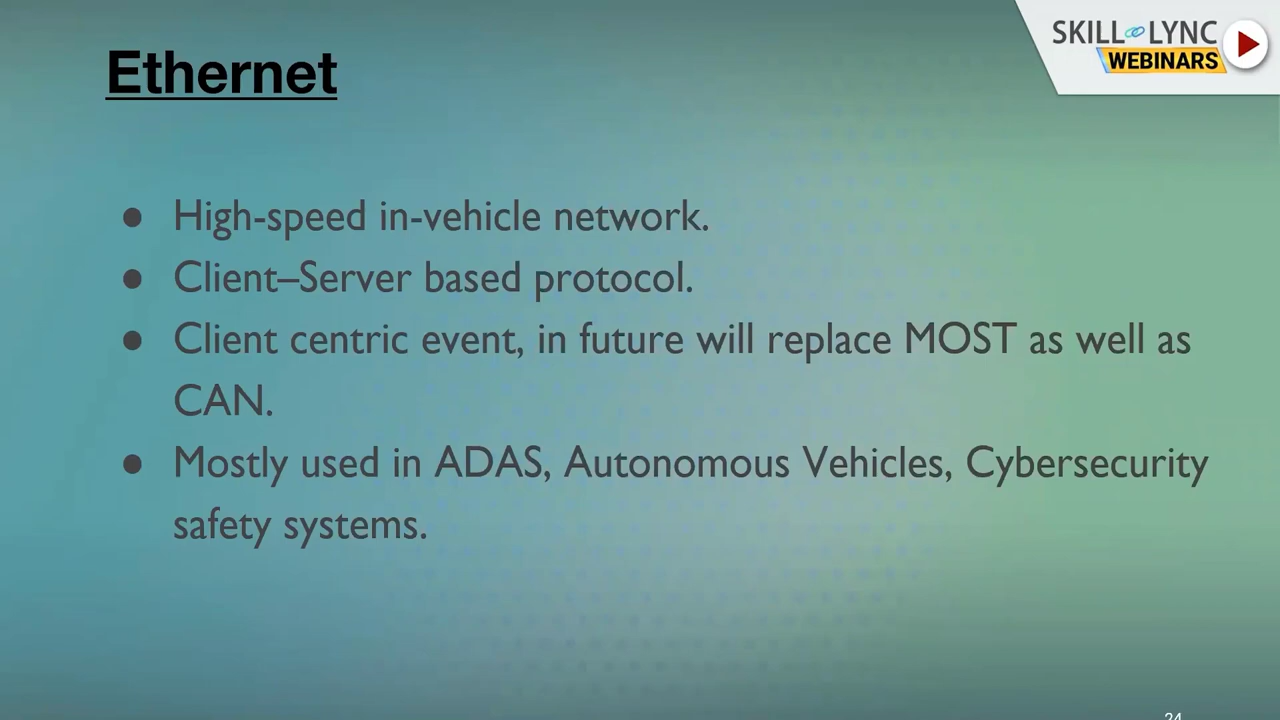 SKILL LYNC
WEBINARS
Ethernet
● High-speed in-vehicle network.
● Client–Server based protocol.
● Client centric event, in future will replace MOST as well as
CAN.
● Mostly used in ADAS, Autonomous Vehicles, Cybersecurity
safety systems.
24